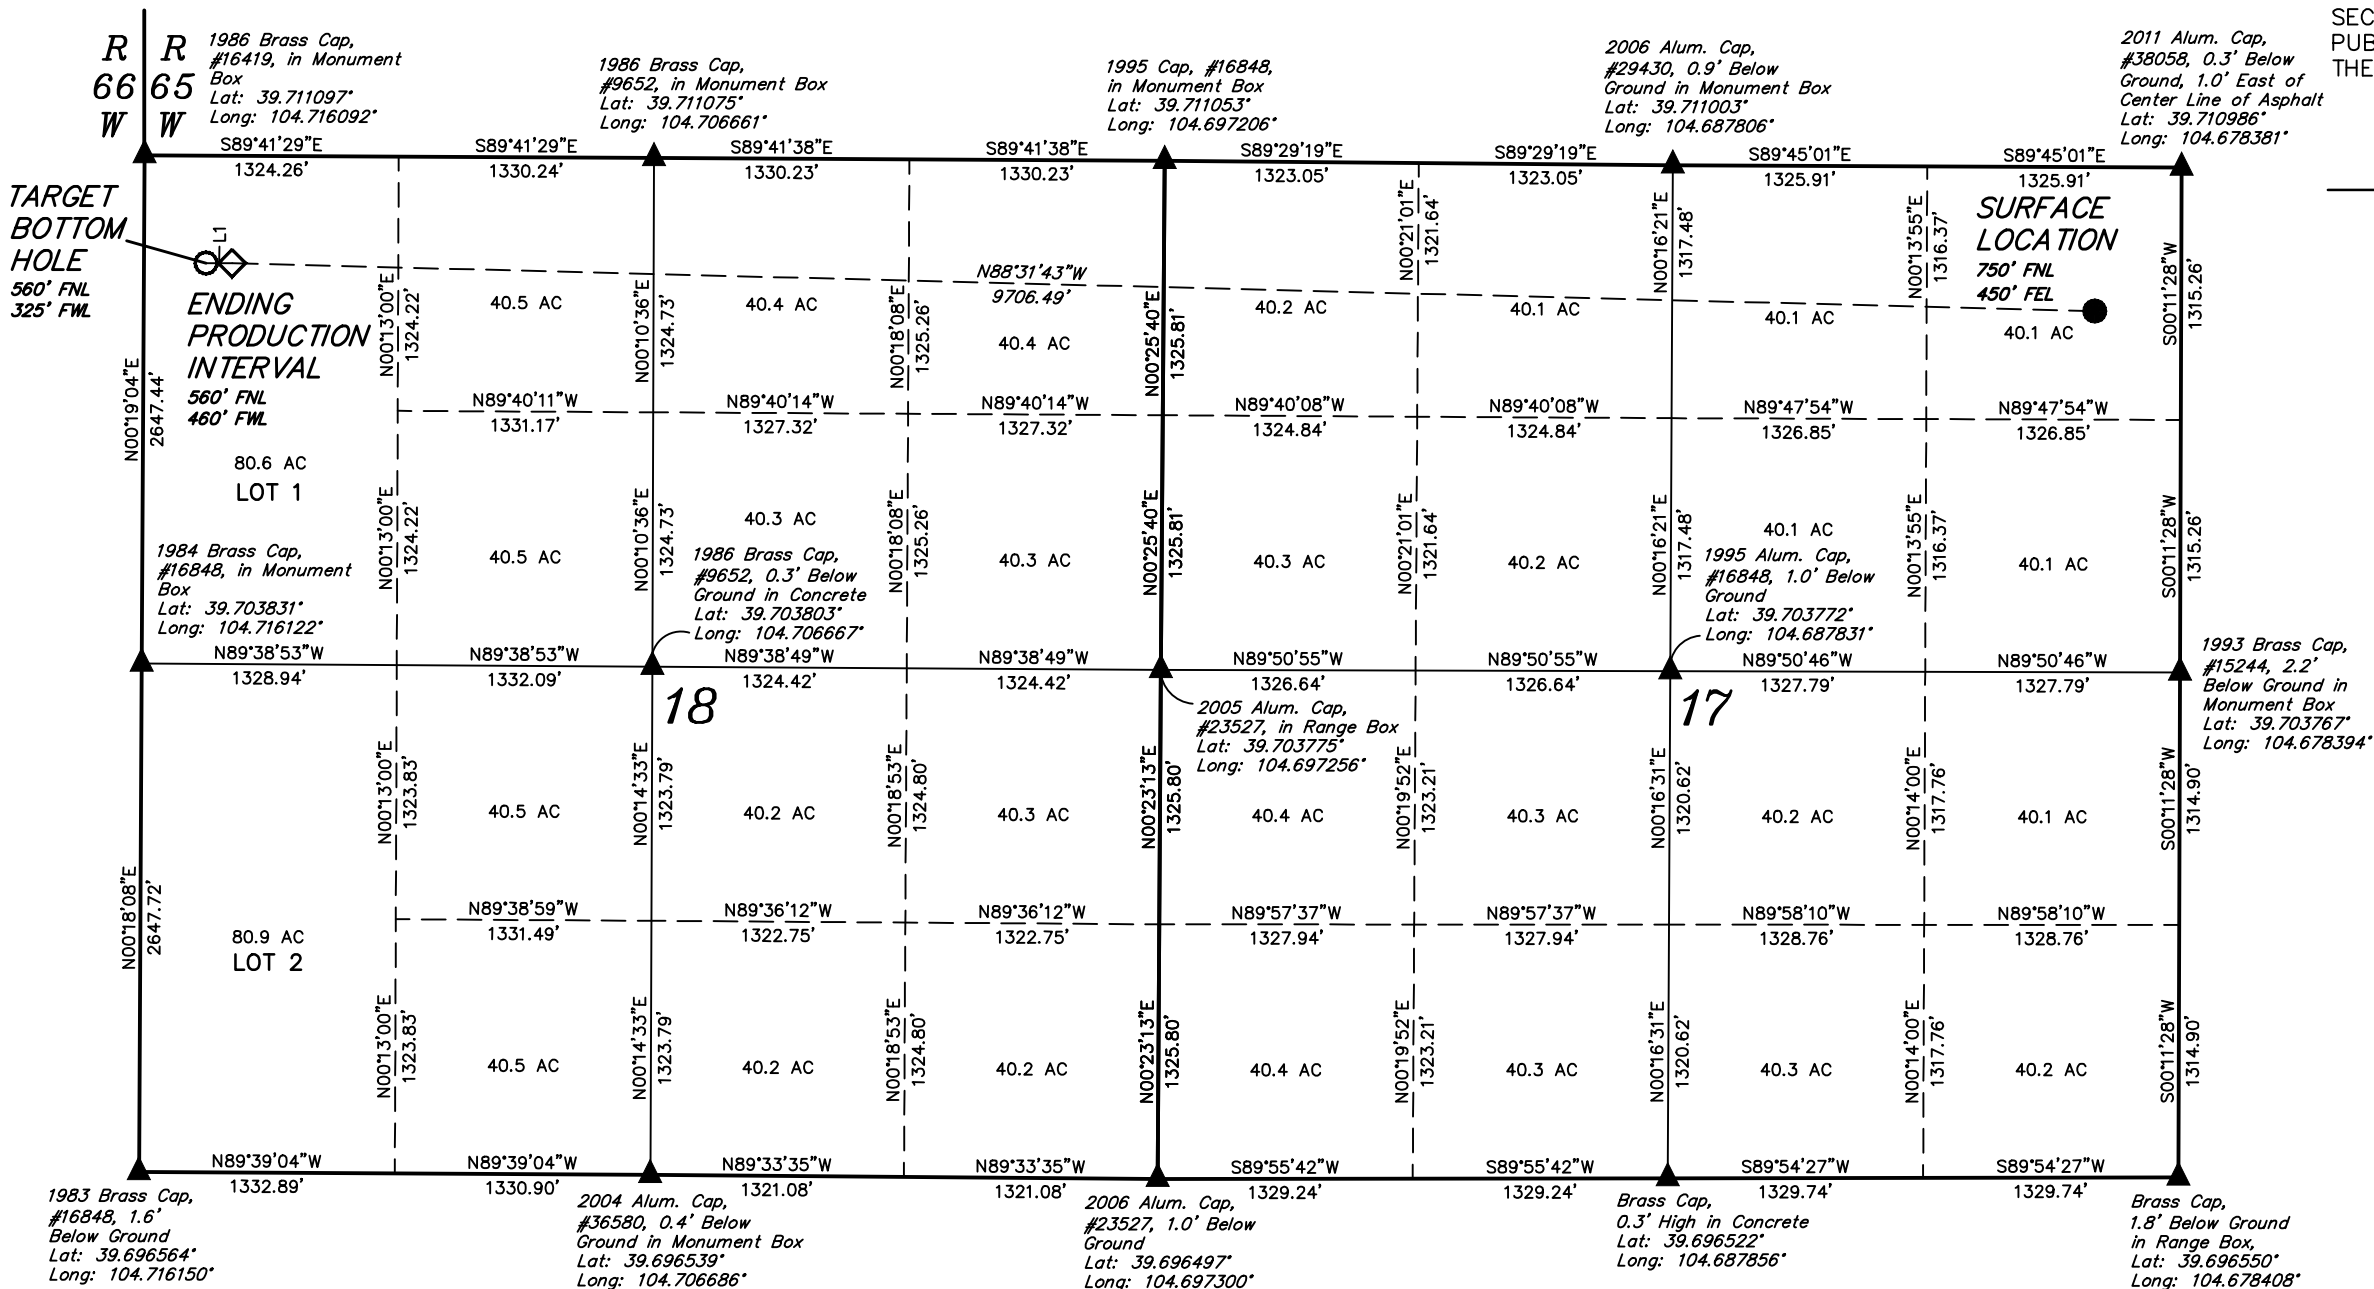 R 66 W
R 65 W
1986 Brass Cap,
#16419, in Monument
Box
Lat: 39.711097°
Long: 104.716092°
1986 Brass Cap,
#9652, in Monument Box
Lat: 39.711075°
Long: 104.706661°
1995 Cap, #16848,
in Monument Box
Lat: 39.711053°
Long: 104.697206°
2006 Alum. Cap,
#29430, 0.9' Below
Ground in Monument Box
Lat: 39.711003°
Long: 104.687806°
2011 Alum. Cap,
#38058, 0.3' Below
Ground, 1.0' East of
Center Line of Asphalt
Lat: 39.710986°
Long: 104.678381°
SEC
PUB
THE
S89°41'29"E
1324.26'
S89°41'29"E
1330.24'
S89°41'38"E
1330.23'
S89°41'38"E
1330.23'
S89°29'19"E
1323.05'
S89°29'19"E
1323.05'
S89°45'01"E
1325.91'
S89°45'01"E
1325.91'
TARGET
BOTTOM
HOLE
560' FNL
325' FWL
L1
ENDING
PRODUCTION
INTERVAL
560' FNL
460' FWL
80.6 AC
LOT 1
N88°31'43"W
9706.49'
SURFACE
LOCATION
750' FNL
450' FEL
N00°19'04"E
2647.44'
N00°13'00"E
1324.22'
N00°10'36"E
1324.73'
N00°18'08"E
1325.26'
N00°25'40"E
1325.81'
N00°21'01"E
1321.64'
N00°16'21"E
1317.48'
N00°13'55"E
1316.37'
S00°11'28"W
1315.26'
40.5 AC
40.4 AC
40.4 AC
40.2 AC
40.1 AC
40.1 AC
40.1 AC
N89°40'11"W
1331.17'
N89°40'14"W
1327.32'
N89°40'14"W
1327.32'
N89°40'08"W
1324.84'
N89°40'08"W
1324.84'
N89°47'54"W
1326.85'
N89°47'54"W
1326.85'
N00°13'00"E
1324.22'
N00°10'36"E
1324.73'
N00°18'08"E
1325.26'
N00°25'40"E
1325.81'
N00°21'01"E
1321.64'
N00°16'21"E
1317.48'
N00°13'55"E
1316.37'
S00°11'28"W
1315.26'
40.5 AC
40.3 AC
40.3 AC
40.3 AC
40.2 AC
40.1 AC
40.1 AC
1984 Brass Cap,
#16848, in Monument
Box
Lat: 39.703831°
Long: 104.716122°
1986 Brass Cap,
#9652, 0.3' Below
Ground in Concrete
Lat: 39.703803°
Long: 104.706667°
1995 Alum. Cap,
#16848, 1.0' Below
Ground
Lat: 39.703772°
Long: 104.687831°
1993 Brass Cap,
#15244, 2.2'
Below Ground in
Monument Box
Lat: 39.703767°
Long: 104.678394°
N89°38'53"W
1328.94'
N89°38'53"W
1332.09'
N89°38'49"W
1324.42'
N89°38'49"W
1324.42'
N89°50'55"W
1326.64'
N89°50'55"W
1326.64'
N89°50'46"W
1327.79'
N89°50'46"W
1327.79'
18
17
2005 Alum. Cap,
#23527, in Range Box
Lat: 39.703775°
Long: 104.697256°
N00°18'08"E
2647.72'
80.9 AC
LOT 2
N00°13'00"E
1323.83'
N00°14'33"E
1323.79'
N00°18'53"E
1324.80'
N00°23'13"E
1325.80'
N00°19'52"E
1323.21'
N00°16'31"E
1320.62'
N00°14'00"E
1317.76'
S00°11'28"W
1314.90'
40.5 AC
40.2 AC
40.3 AC
40.4 AC
40.3 AC
40.2 AC
40.1 AC
N89°38'59"W
1331.49'
N89°36'12"W
1322.75'
N89°36'12"W
1322.75'
N89°57'37"W
1327.94'
N89°57'37"W
1327.94'
N89°58'10"W
1328.76'
N89°58'10"W
1328.76'
N00°13'00"E
1323.83'
N00°14'33"E
1323.79'
N00°18'53"E
1324.80'
N00°23'13"E
1325.80'
N00°19'52"E
1323.21'
N00°16'31"E
1320.62'
N00°14'00"E
1317.76'
S00°11'28"W
1314.90'
40.5 AC
40.2 AC
40.2 AC
40.4 AC
40.3 AC
40.3 AC
40.2 AC
N89°39'04"W
1332.89'
N89°39'04"W
1330.90'
N89°33'35"W
1321.08'
N89°33'35"W
1321.08'
S89°55'42"W
1329.24'
S89°55'42"W
1329.24'
S89°54'27"W
1329.74'
S89°54'27"W
1329.74'
1983 Brass Cap,
#16848, 1.6'
Below Ground
Lat: 39.696564°
Long: 104.716150°
2004 Alum. Cap,
#36580, 0.4' Below
Ground in Monument Box
Lat: 39.696539°
Long: 104.706686°
2006 Alum. Cap,
#23527, 1.0' Below
Ground
Lat: 39.696497°
Long: 104.697300°
Brass Cap,
0.3' High in Concrete
Lat: 39.696522°
Long: 104.687856°
Brass Cap,
1.8' Below Ground
in Range Box,
Lat: 39.696550°
Long: 104.678408°